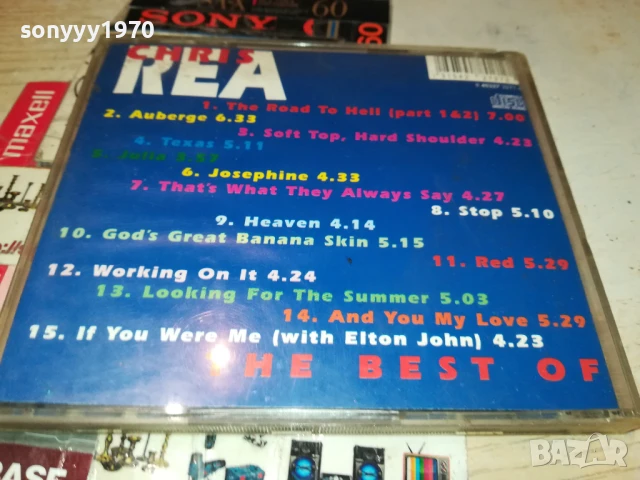 sonyyy1970
60
SONY
60
maxell
CHRIS
REA
disc
1. The Road To Hell (part 1&2) 7.00
2. Auberge 6.33
3. Soft Top, Hard Shoulder 4.23
4. Texas 5.11
5. Julia
6. Josephine 4.33
7. That's What They Always Say 4.27
8. Stop 5.10
9. Heaven 4.14
10. God's Great Banana Skin 5.15
11. Red 5.29
12. Working On It 4.24
13. Looking For The Summer 5.03
14. And You My Love 5.29
15. If You Were Me (with Elton John) 4.23
THE BEST OF
BAZAR